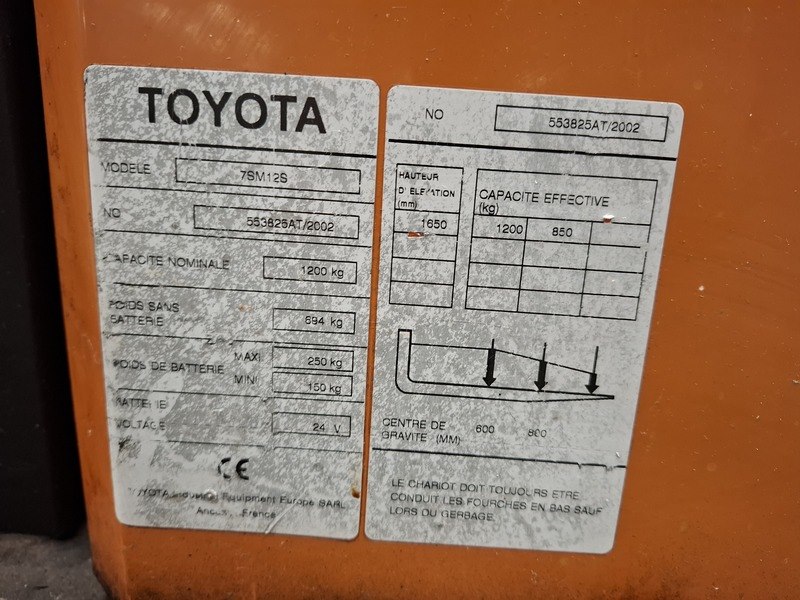 TOYOTA
MODELE 7SM12S
NO 553825AT/2002
CAPACITE NOMINALE 1200 kg
POIDS SANS
BATTERIE 694 kg
POIDS DE BATTERIE MAXI 250 kg
MINI 150 kg
BATTERIE
VOLTAGE 24 V
CE
TOYOTA Industrial Equipment Europe SARL
France
NO 553825AT/2002
HAUTEUR
D'ELEVATION
(mm)
CAPACITE EFFECTIVE
(kg)
1650 1200 850
CENTRE DE
GRAVITE (MM) 600 800
LE CHARIOT DOIT TOUJOURS ETRE
CONDUIT LES FOURCHES EN BAS SAUF
LORS DU GERBAGE